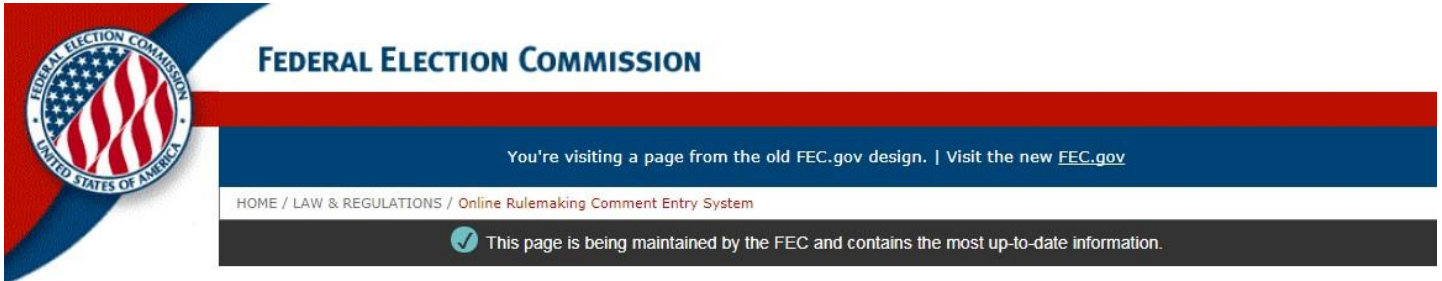 FEDERAL ELECTION COMMISSION
UNITED STATES OF AMERICA
FEDERAL ELECTION COMMISSION
You're visiting a page from the old FEC.gov design. | Visit the new FEC.gov
HOME / LAW & REGULATIONS / Online Rulemaking Comment Entry System
This page is being maintained by the FEC and contains the most up-to-date information.